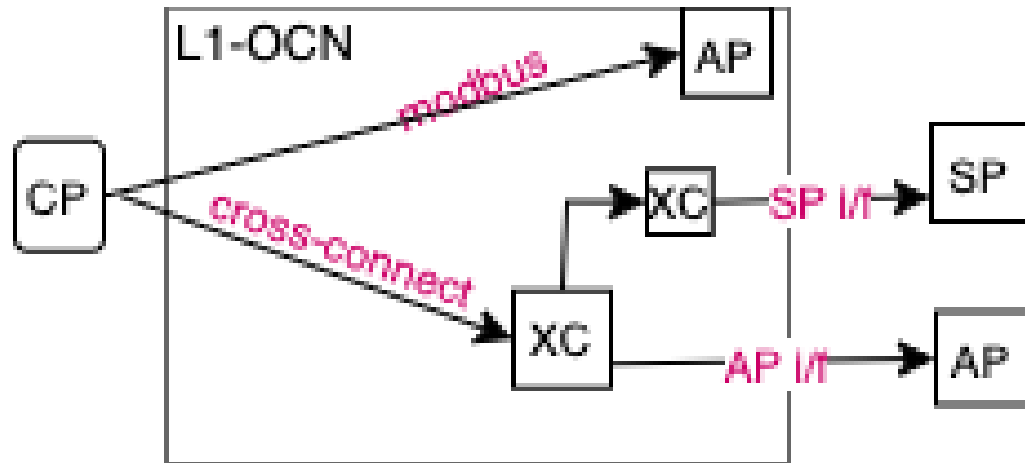 L1-OCN
AP
modbus
CP
XC
SP i/f
SP
cross-connect
XC
AP i/f
AP